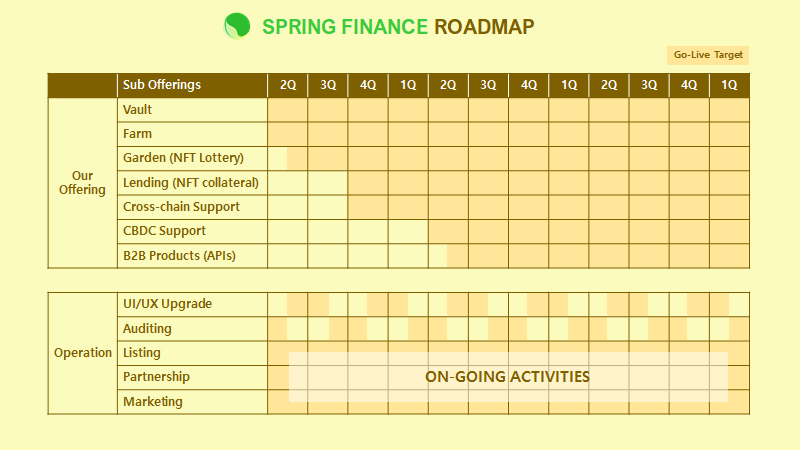 SPRING FINANCE ROADMAP
Go-Live Target
Sub Offerings 2Q 3Q 4Q 1Q 2Q 3Q 4Q 1Q 2Q 3Q 4Q 1Q
Our
Offering
Vault
Farm
Garden (NFT Lottery)
Lending (NFT collateral)
Cross-chain Support
CBDC Support
B2B Products (APIs)
Operation
UI/UX Upgrade
Auditing
Listing
Partnership
Marketing
ON-GOING ACTIVITIES